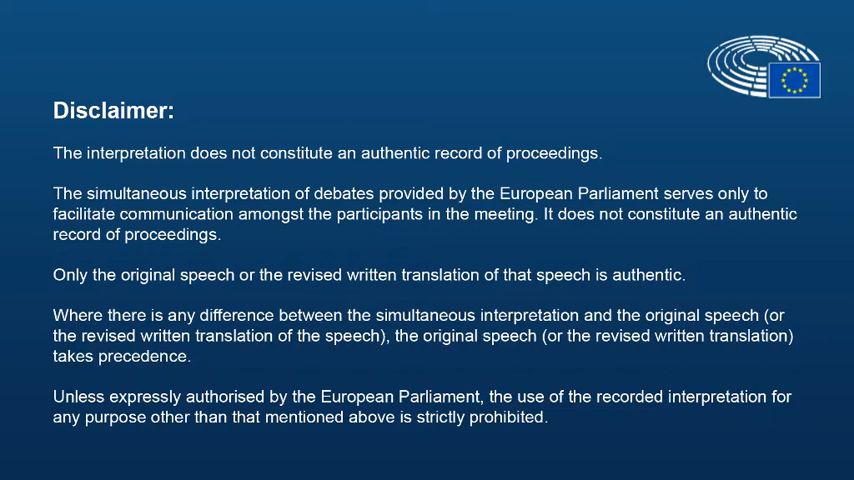 Disclaimer:
The interpretation does not constitute an authentic record of proceedings.
The simultaneous interpretation of debates provided by the European Parliament serves only to
facilitate communication amongst the participants in the meeting. It does not constitute an authentic
record of proceedings.
Only the original speech or the revised written translation of that speech is authentic.
Where there is any difference between the simultaneous interpretation and the original speech (or
the revised written translation of the speech), the original speech (or the revised written translation)
takes precedence.
Unless expressly authorised by the European Parliament, the use of the recorded interpretation for
any purpose other than that mentioned above is strictly prohibited.